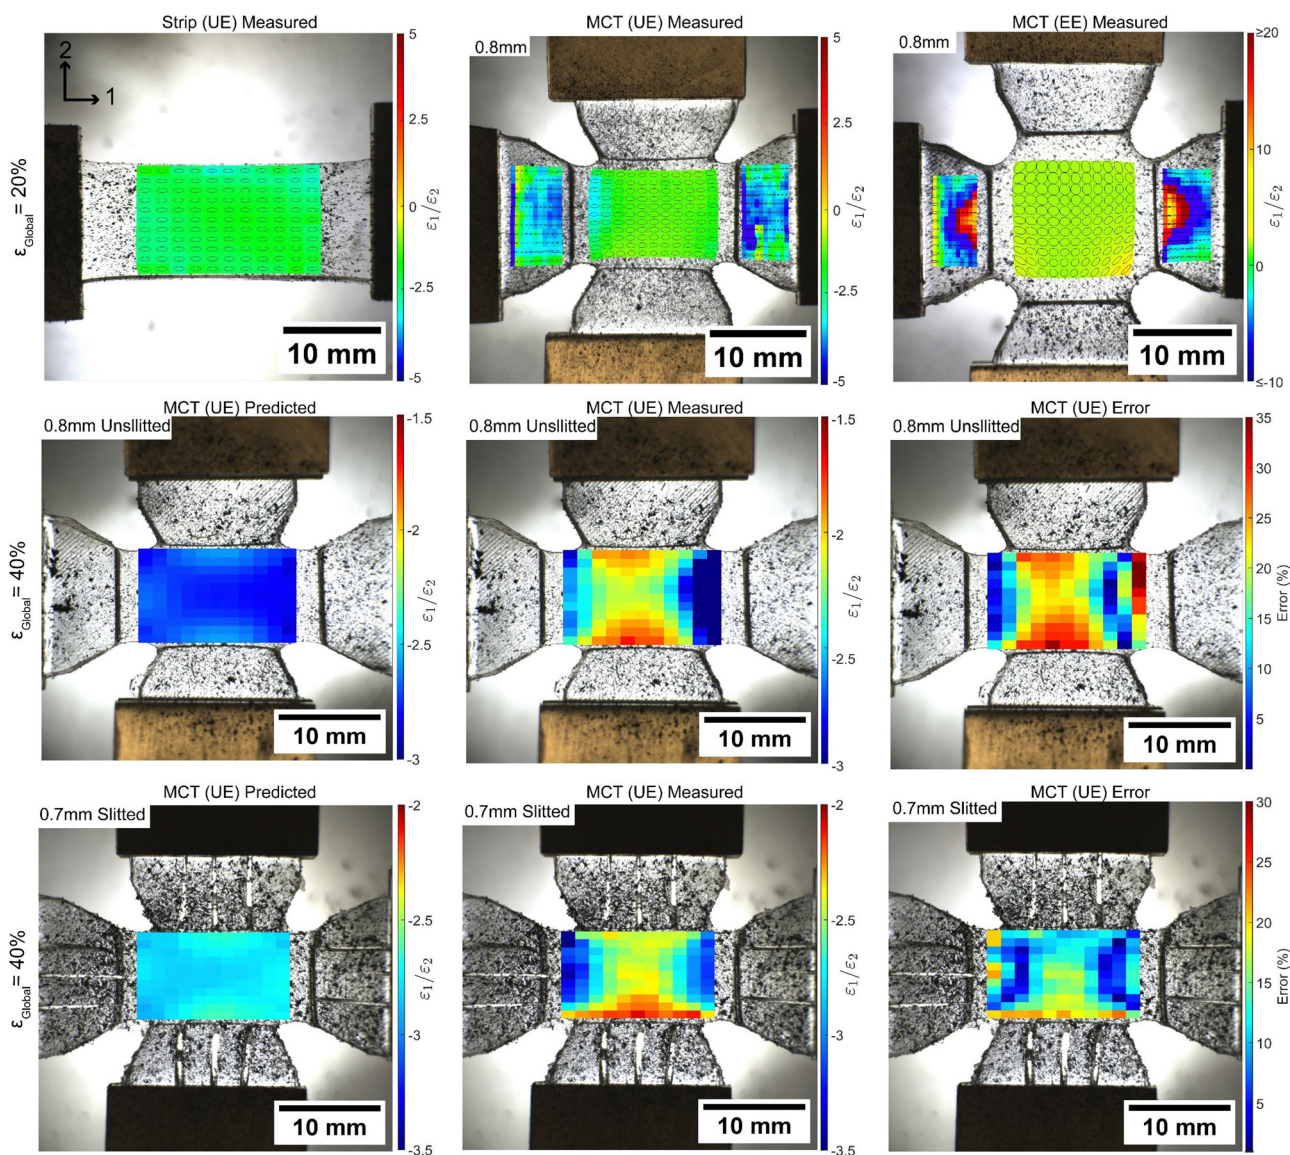 Strip (UE) Measured
MCT (UE) Measured
MCT (EE) Measured
ε_Global = 20%
2
1
10 mm
5
2.5
0
-2.5
-5
ε₁/ε₂
0.8mm
10 mm
5
2.5
0
-2.5
-5
ε₁/ε₂
0.8mm
10 mm
≥20
10
0
≤-10
ε₁/ε₂
MCT (UE) Predicted
MCT (UE) Measured
MCT (UE) Error
ε_Global = 40%
0.8mm Unsllitted
10 mm
-1.5
-2
-2.5
-3
ε₁/ε₂
0.8mm Unsllitted
10 mm
-1.5
-2
-2.5
-3
ε₁/ε₂
0.8mm Unsllitted
10 mm
35
30
25
20
15
10
5
Error (%)
MCT (UE) Predicted
MCT (UE) Measured
MCT (UE) Error
ε_Global = 40%
0.7mm Slitted
10 mm
-2
-2.5
-3
-3.5
ε₁/ε₂
0.7mm Slitted
10 mm
-2
-2.5
-3
-3.5
ε₁/ε₂
0.7mm Slitted
10 mm
30
25
20
15
10
5
Error (%)